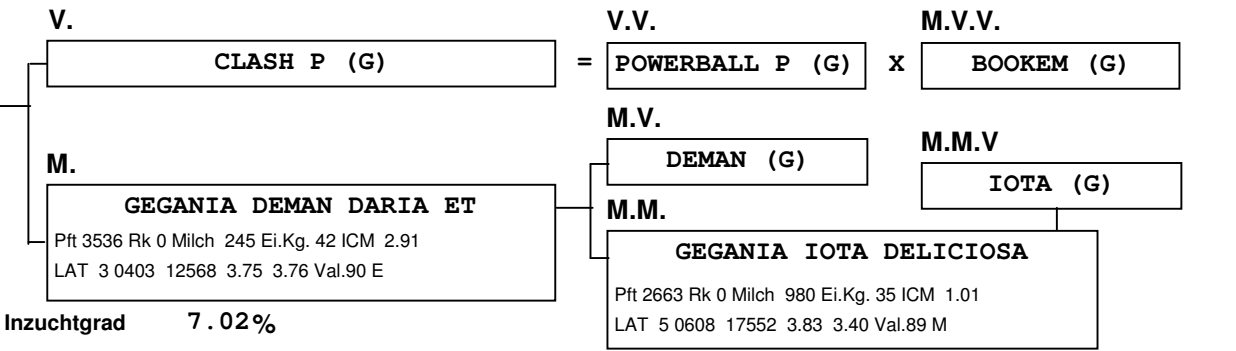 V.
CLASH P (G)
=
V.V.
POWERBALL P (G)
X
M.V.V.
BOOKEM (G)
M.
GEGANIA DEMAN DARIA ET
Pft 3536 Rk 0 Milch 245 Ei.Kg. 42 ICM 2.91
LAT 3 0403 12568 3.75 3.76 Val.90 E
M.V.
DEMAN (G)
M.M.V
IOTA (G)
M.M.
GEGANIA IOTA DELICIOSA
Pft 2663 Rk 0 Milch 980 Ei.Kg. 35 ICM 1.01
LAT 5 0608 17552 3.83 3.40 Val.89 M
Inzuchtgrad 7.02%